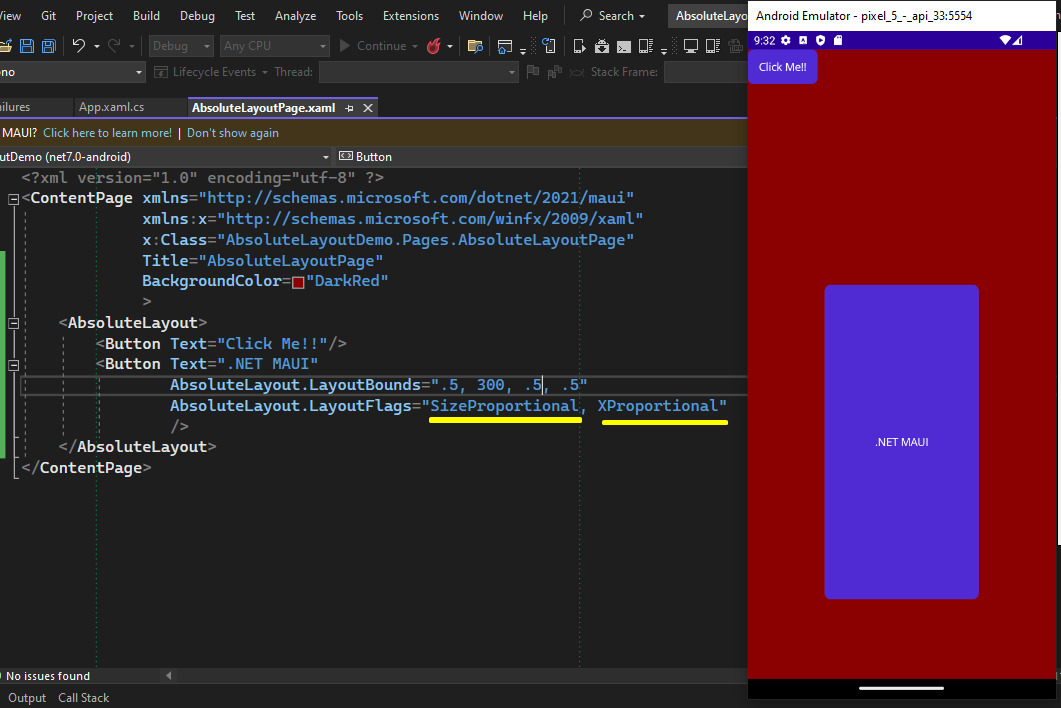 View Git Project Build Debug Test Analyze Tools Extensions Window Help Search AbsoluteLayo
Android Emulator - pixel_5_-_api_33:5554
Debug Any CPU Continue
9:32
no Lifecycle Events Thread: Stack Frame:
Click Me!!
ilures App.xaml.cs AbsoluteLayoutPage.xaml
MAUI? Click here to learn more! | Don't show again
utDemo (net7.0-android) Button
<?xml version="1.0" encoding="utf-8" ?>
<ContentPage xmlns="http://schemas.microsoft.com/dotnet/2021/maui"
xmlns:x="http://schemas.microsoft.com/winfx/2009/xaml"
x:Class="AbsoluteLayoutDemo.Pages.AbsoluteLayoutPage"
Title="AbsoluteLayoutPage"
BackgroundColor="DarkRed"
>
<AbsoluteLayout>
<Button Text="Click Me!!"/>
<Button Text=".NET MAUI"
AbsoluteLayout.LayoutBounds=".5, 300, .5, .5"
AbsoluteLayout.LayoutFlags="SizeProportional, XProportional"
/>
</AbsoluteLayout>
</ContentPage>
.NET MAUI
No issues found
Output Call Stack